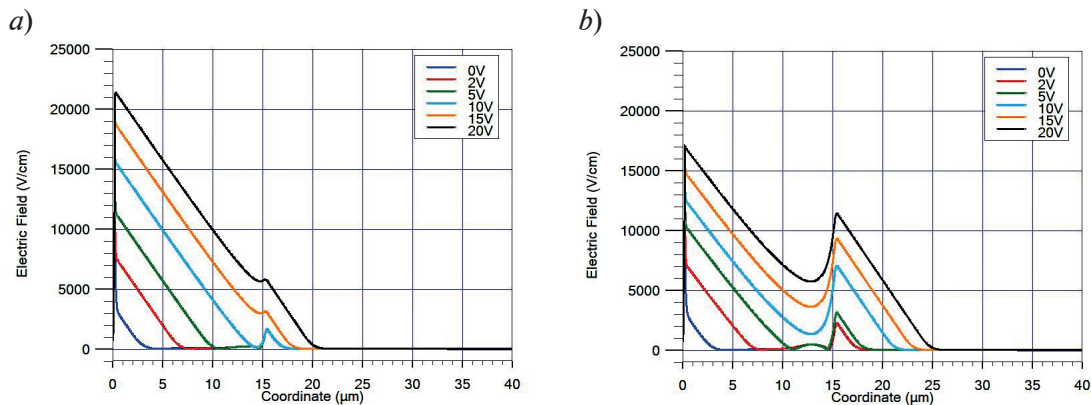 a)
25000
20000
15000
10000
5000
0
Electric Field (V/cm)
0 5 10 15 20 25 30 35 40
Coordinate (µm)
0V
2V
5V
10V
15V
20V
b)
25000
20000
15000
10000
5000
0
Electric Field (V/cm)
0 5 10 15 20 25 30 35 40
Coordinate (µm)
0V
2V
5V
10V
15V
20V